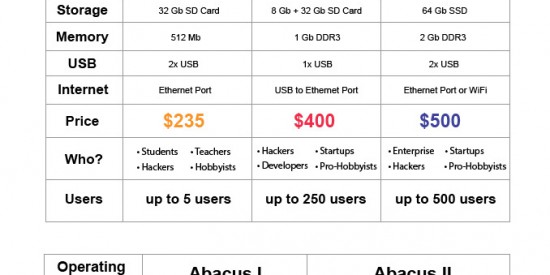 Storage 32 Gb SD Card 8 Gb + 32 Gb SD Card 64 Gb SSD
Memory 512 Mb 1 Gb DDR3 2 Gb DDR3
USB 2x USB 1x USB 2x USB
Internet Ethernet Port USB to Ethernet Port Ethernet Port or WiFi
Price $235 $400 $500
Who? • Students • Teachers • Hackers • Startups • Enterprise • Startups
• Hackers • Hobbyists • Developers • Pro-Hobbyists • Hackers • Pro-Hobbyists
Users up to 5 users up to 250 users up to 500 users
Operating Abacus I Abacus II